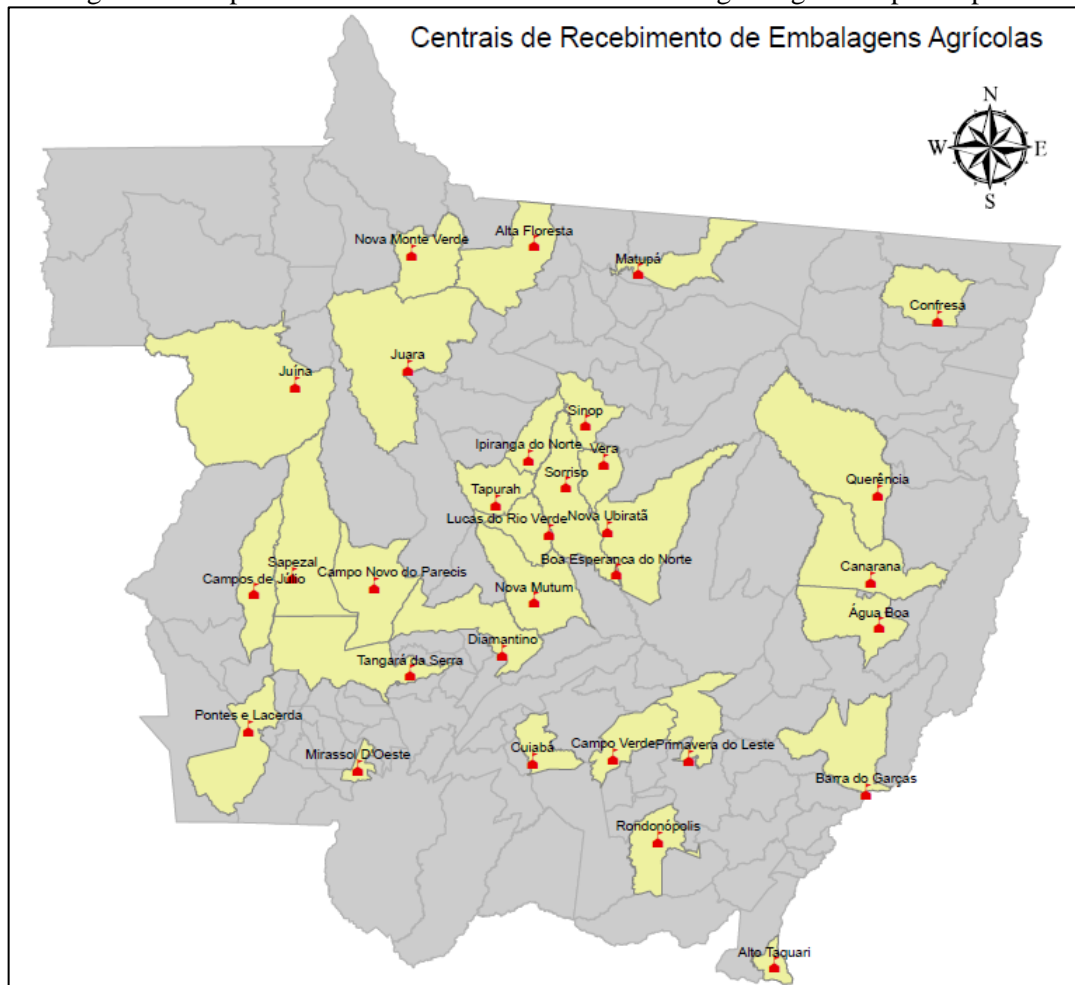 Centrais de Recebimento de Embalagens Agrícolas
N
W E
S
Nova Monte Verde
Alta Floresta
Matupá
Confresa
Juína
Juara
Sinop
Ipiranga do Norte
Vera
Sorriso
Tapurah
Querência
Lucas do Rio Verde
Nova Ubiratã
Boa Esperança do Norte
Sapezal
Campos de Júlio
Campo Novo do Parecis
Canarana
Nova Mutum
Água Boa
Diamantino
Tangará da Serra
Pontes e Lacerda
Mirassol D'Oeste
Cuiabá
Campo Verde
Primavera do Leste
Barra do Garças
Rondonópolis
Alto Taquari